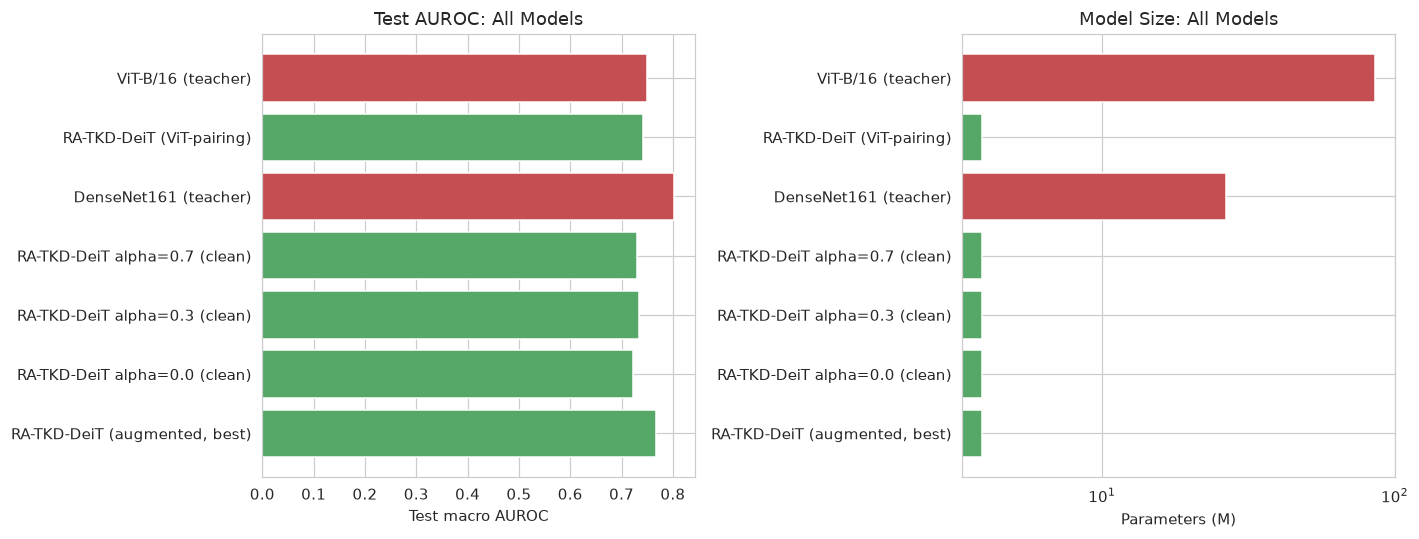 Test AUROC: All Models
ViT-B/16 (teacher)
RA-TKD-DeiT (ViT-pairing)
DenseNet161 (teacher)
RA-TKD-DeiT alpha=0.7 (clean)
RA-TKD-DeiT alpha=0.3 (clean)
RA-TKD-DeiT alpha=0.0 (clean)
RA-TKD-DeiT (augmented, best)
0.0 0.1 0.2 0.3 0.4 0.5 0.6 0.7 0.8
Test macro AUROC
Model Size: All Models
ViT-B/16 (teacher)
RA-TKD-DeiT (ViT-pairing)
DenseNet161 (teacher)
RA-TKD-DeiT alpha=0.7 (clean)
RA-TKD-DeiT alpha=0.3 (clean)
RA-TKD-DeiT alpha=0.0 (clean)
RA-TKD-DeiT (augmented, best)
10¹ 10²
Parameters (M)